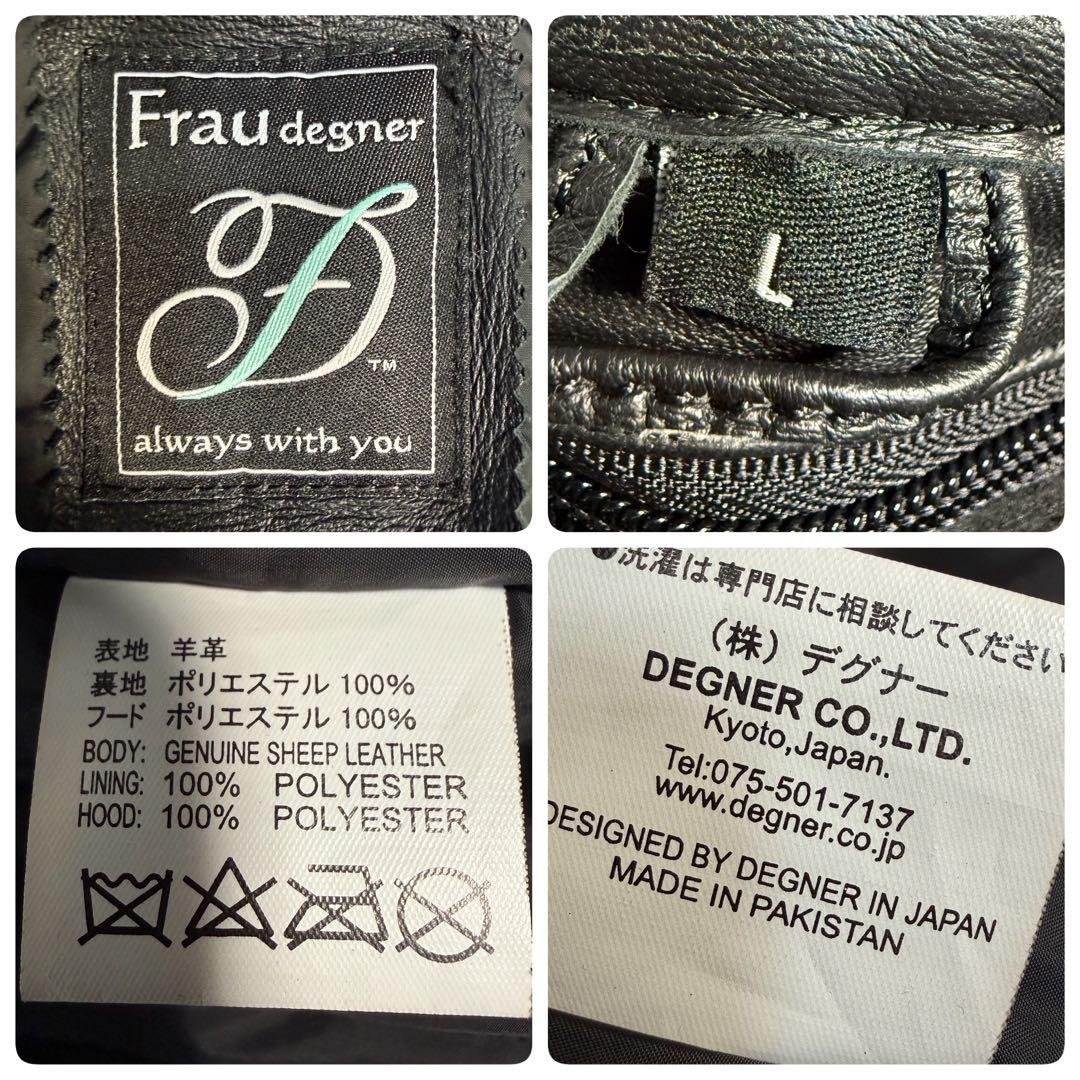 Frau degner
D
TM
always with you
L
表地 羊革
裏地 ポリエステル 100%
フード ポリエステル 100%
BODY: GENUINE SHEEP LEATHER
LINING: 100% POLYESTER
HOOD: 100% POLYESTER
●洗濯は専門店に相談してください
(株)デグナー
DEGNER CO.,LTD.
Kyoto,Japan.
Tel:075-501-7137
www.degner.co.jp
DESIGNED BY DEGNER IN JAPAN
MADE IN PAKISTAN